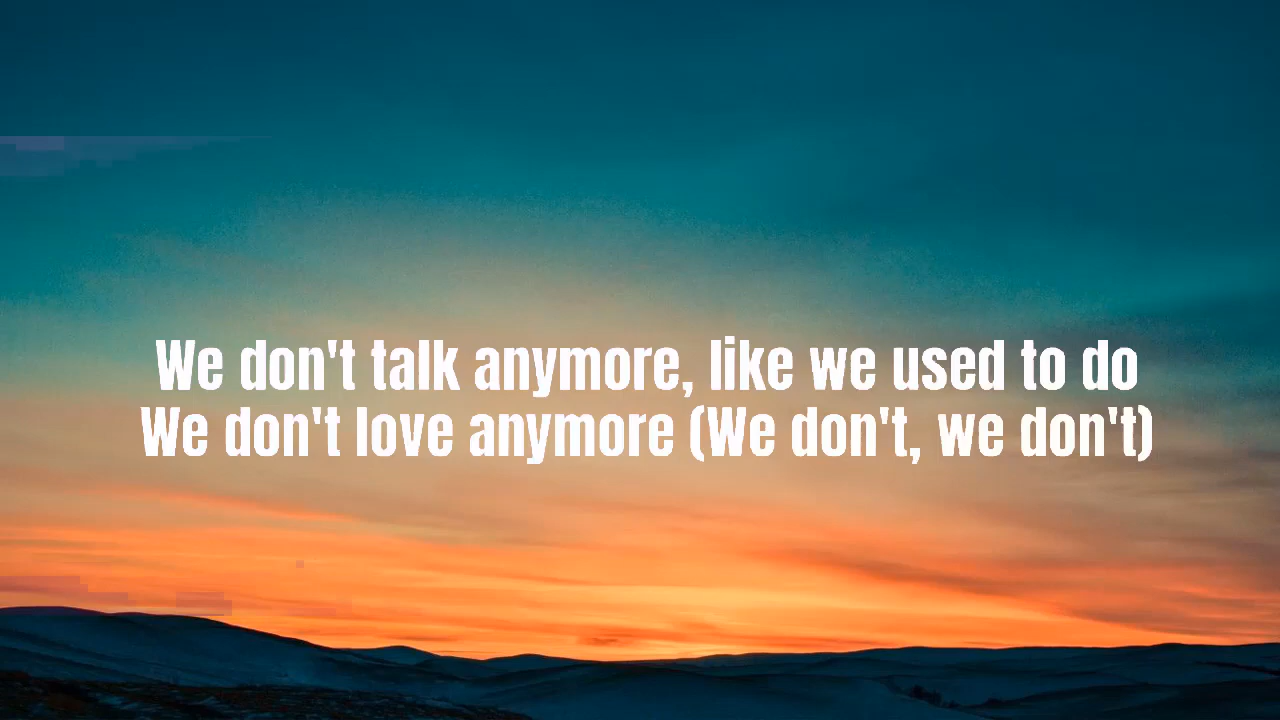 We don't talk anymore, like we used to do
We don't love anymore (We don't, we don't)